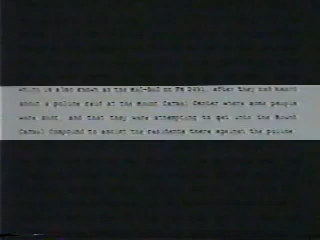 which is also known as the MAG-BAG on FM 2491, after they had heard
about a police raid at the Mount Carmel Center where some people
were shot, and that they were attempting to get into the Mount
Carmel Compound to assist the residents there against the police.